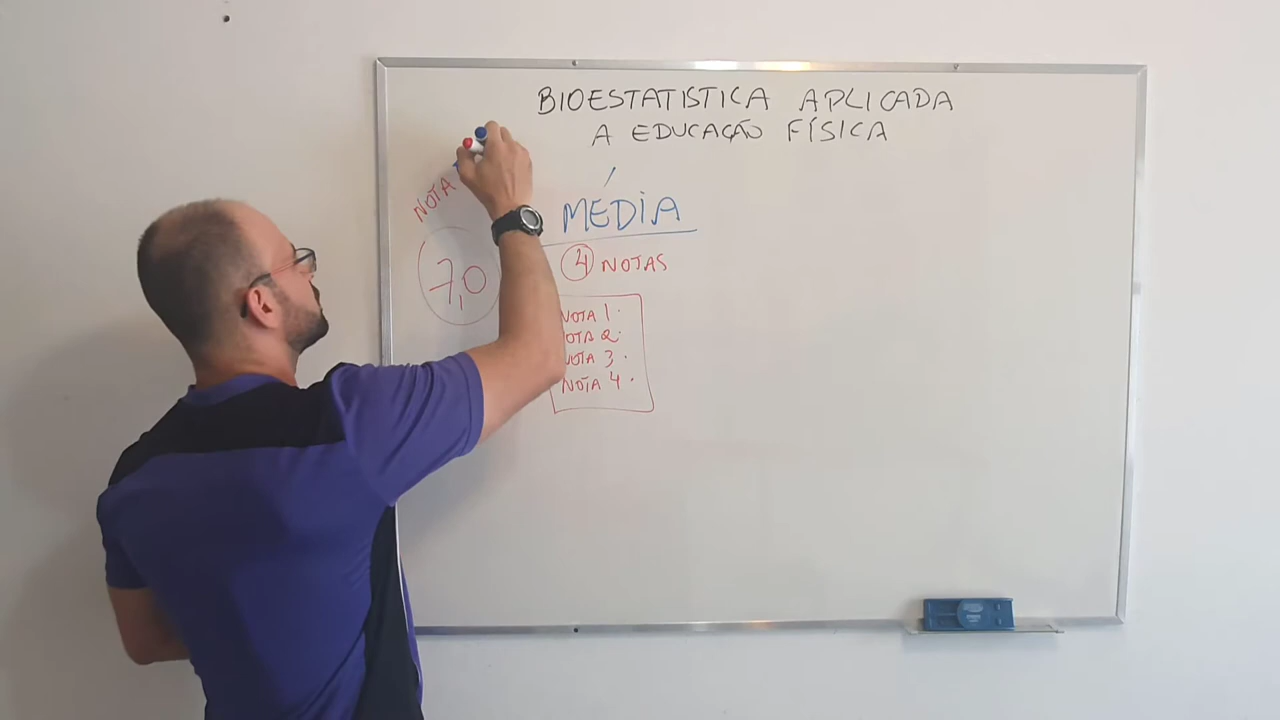 BIOESTATISTICA APLICADA
A EDUCAÇÃO FÍSICA
NOTA
7,0
MÉDIA
4 NOTAS
NOTA 1
NOTA 2
NOTA 3
NOTA 4